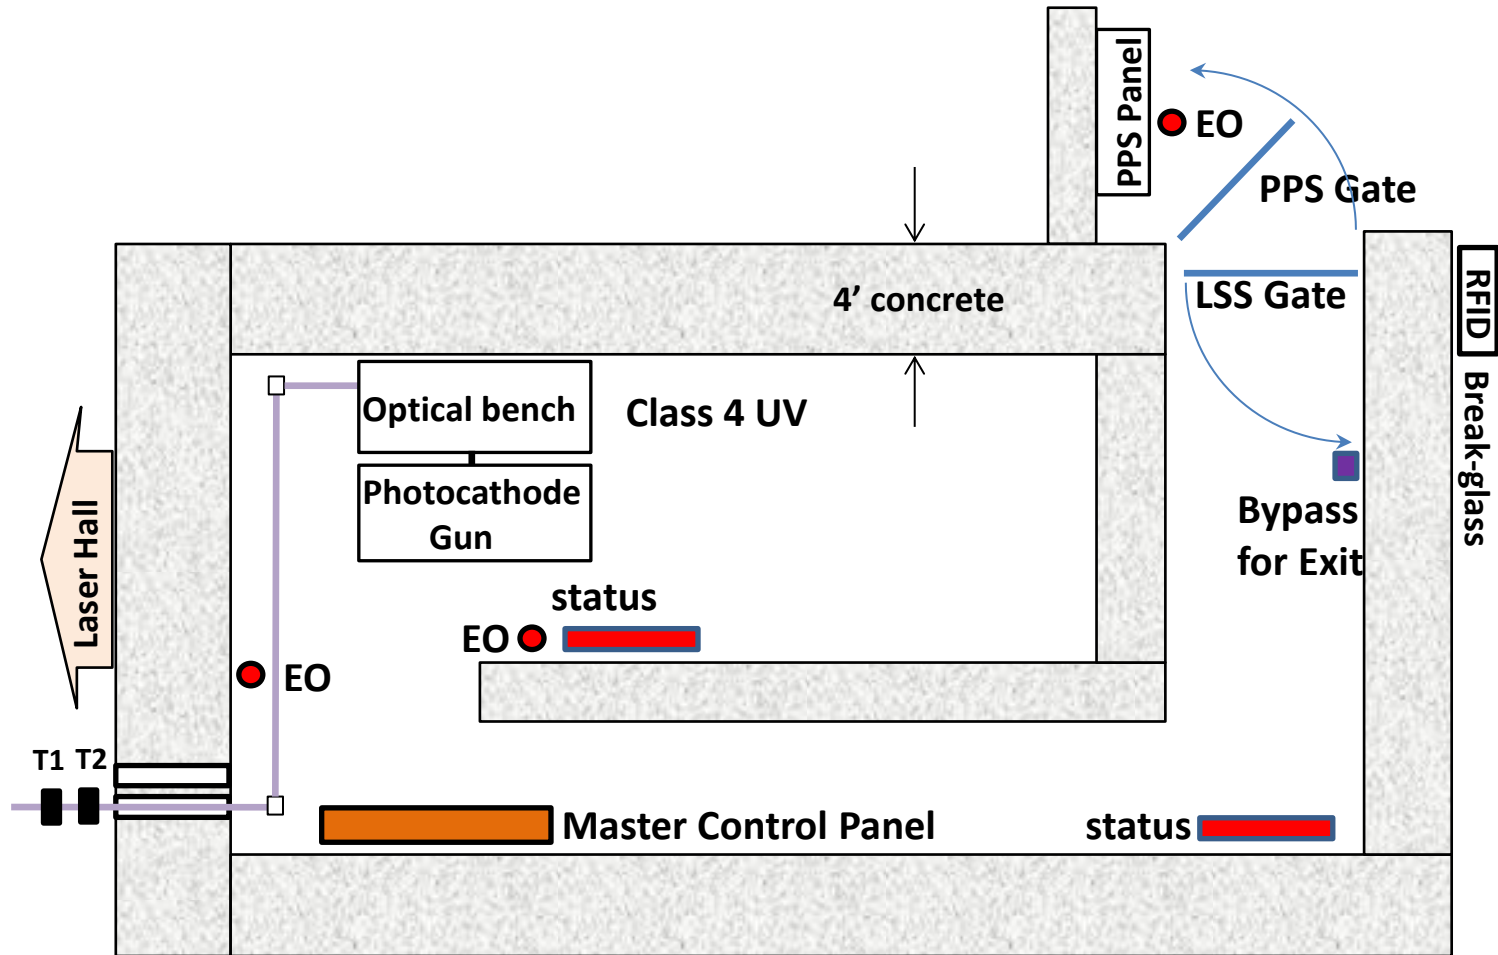 PPS Panel
EO
PPS Gate
LSS Gate
RFID
Break-glass
4’ concrete
Optical bench
Class 4 UV
Photocathode
Gun
Bypass
for Exit
Laser Hall
status
EO
EO
T1 T2
Master Control Panel
status